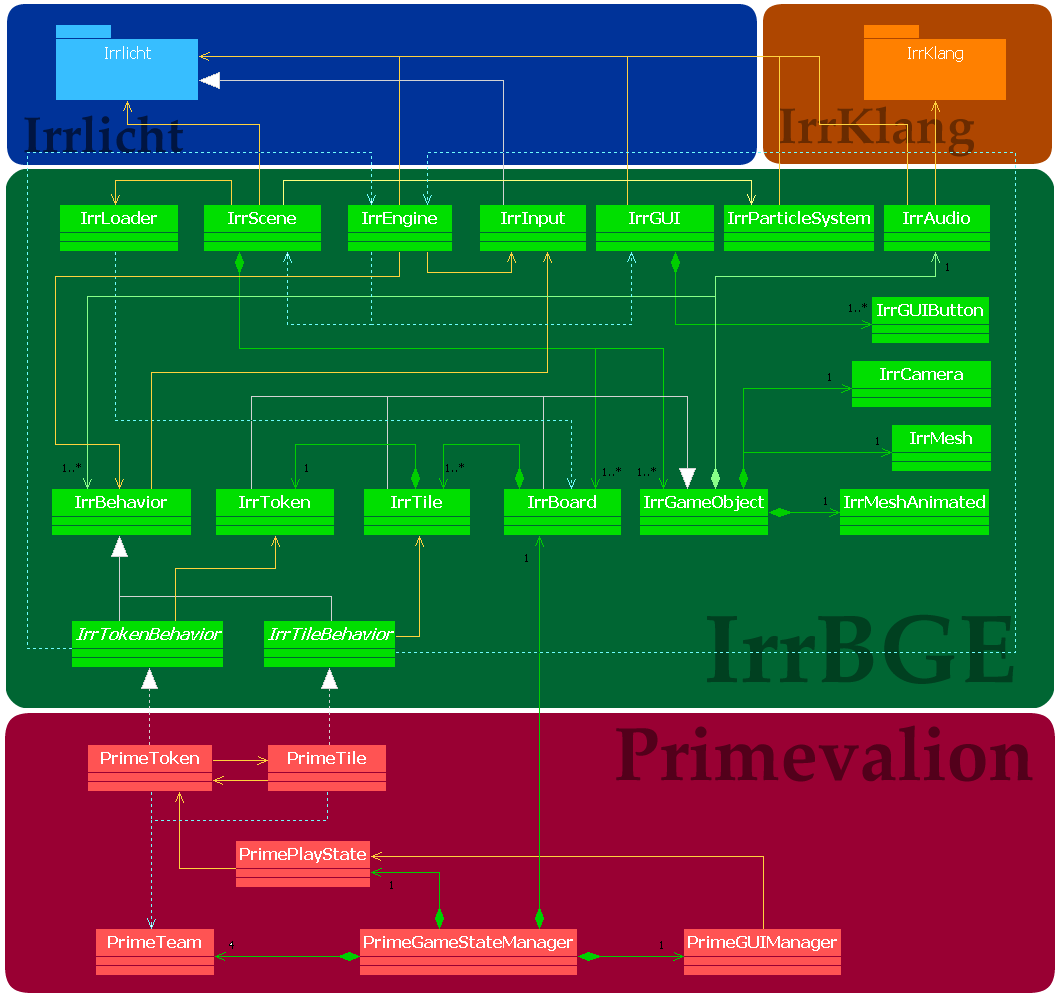 Irrlicht
IrrKlang
Irrlicht
IrrKlang
IrrLoader
IrrScene
IrrEngine
IrrInput
IrrGUI
IrrParticleSystem
IrrAudio
1
1..*
IrrGUIButton
1
IrrCamera
1
IrrMesh
1..*
1
1..*
1..*
1..*
1
IrrBehavior
IrrToken
IrrTile
IrrBoard
IrrGameObject
IrrMeshAnimated
1
IrrTokenBehavior
IrrTileBehavior
IrrBGE
Primevalion
PrimeToken
PrimeTile
PrimePlayState
1
PrimeTeam
4
PrimeGameStateManager
1
PrimeGUIManager